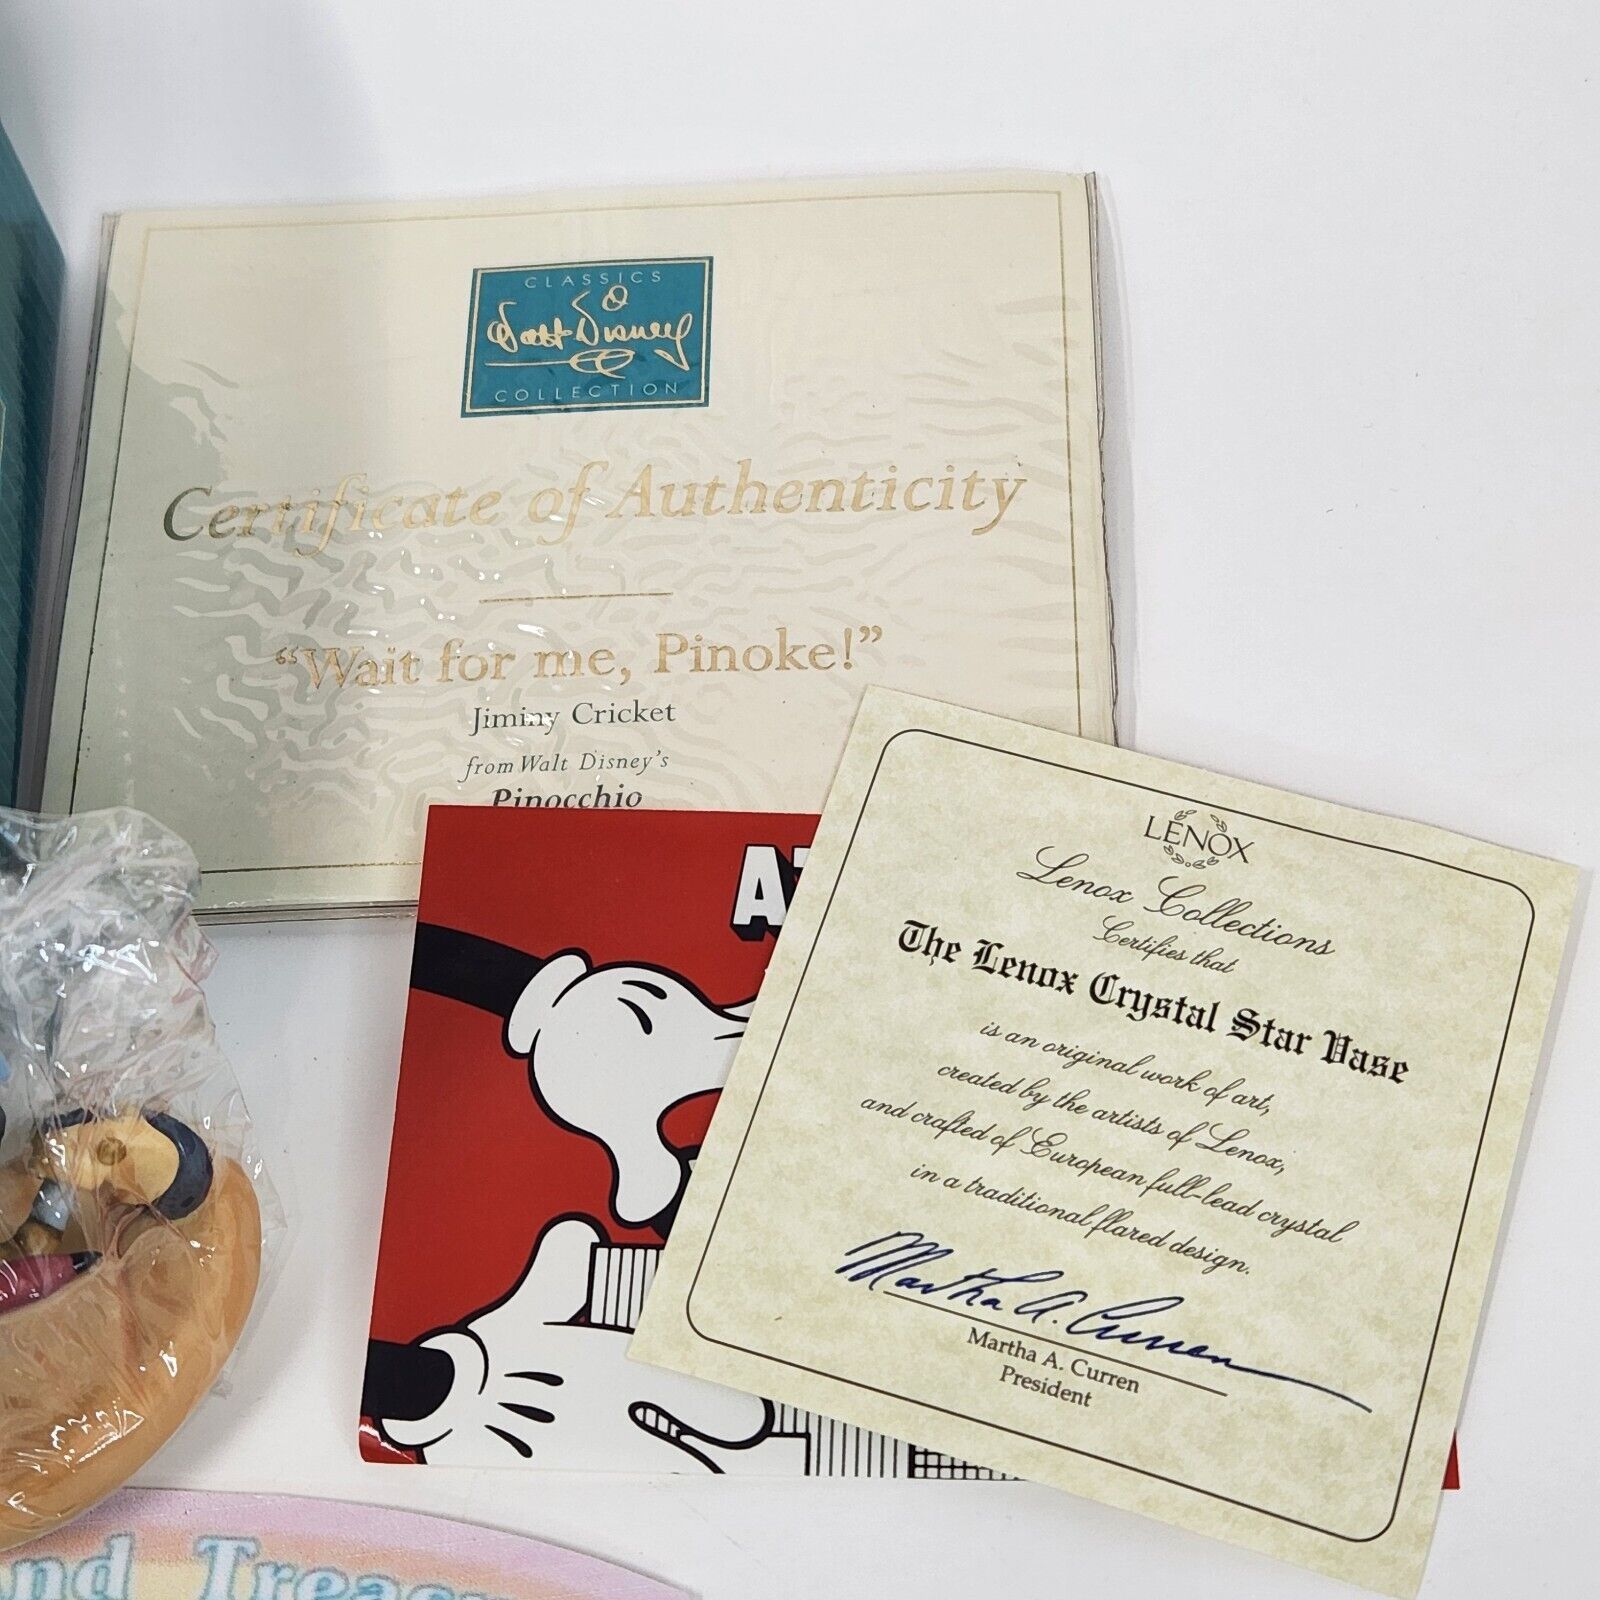 CLASSICS
Walt Disney
COLLECTION
Certificate of Authenticity
“Wait for me, Pinoke!”
Jiminy Cricket
from Walt Disney's
Pinocchio
LENOX
Lenox Collections
Certifies that
The Lenox Crystal Star Vase
is an original work of art,
created by the artists of Lenox,
and crafted of European full-lead crystal
in a traditional flared design.
Martha A. Curren
Martha A. Curren
President